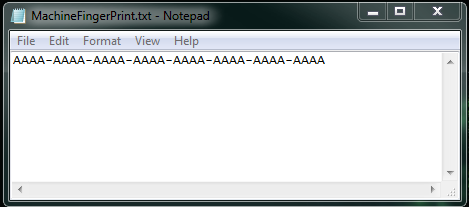 MachineFingerPrint.txt - Notepad
File Edit Format View Help
AAAA-AAAA-AAAA-AAAA-AAAA-AAAA-AAAA-AAAA